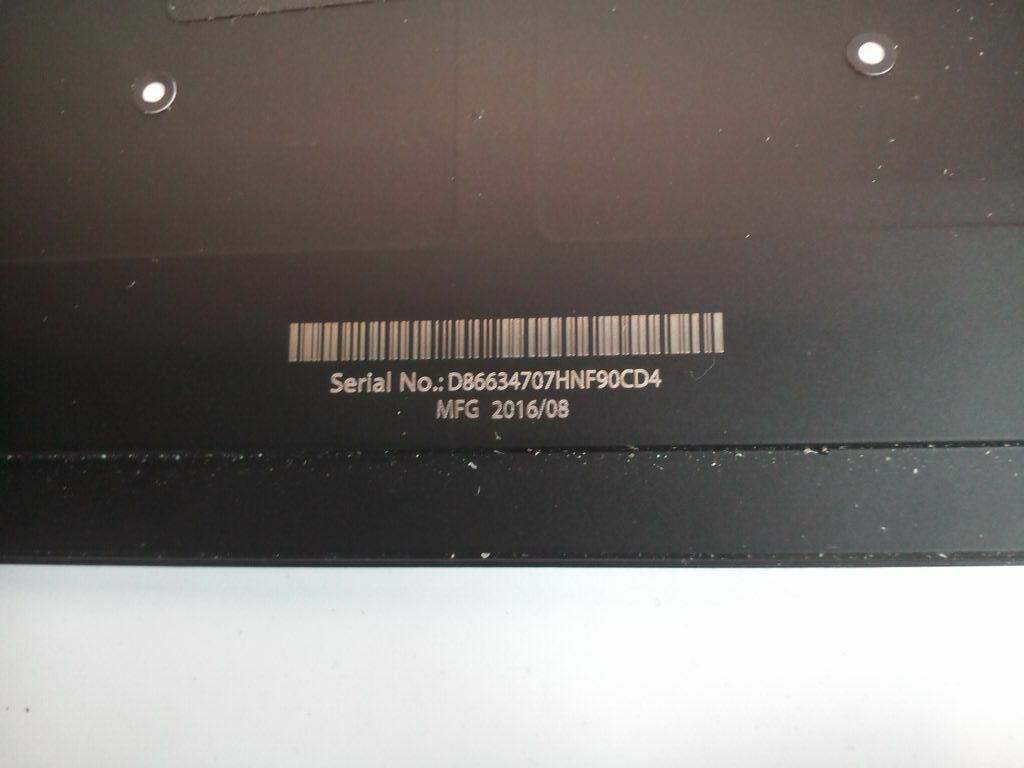 Serial No.: D86634707HNF90CD4
MFG 2016/08